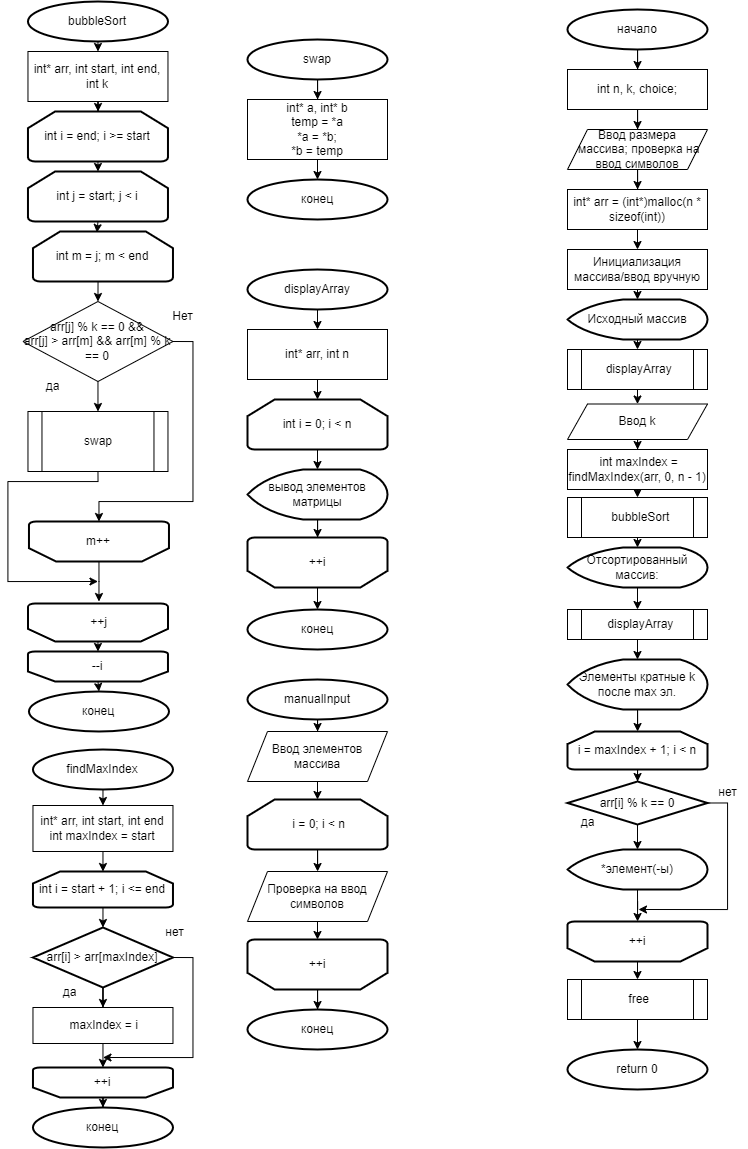 bubbleSort
int* arr, int start, int end,
int k
int i = end; i >= start
int j = start; j < i
int m = j; m < end
Нет
arr[j] % k == 0 &&
arr[j] > arr[m] && arr[m] % k
== 0
да
swap
m++
++j
--i
конец
findMaxIndex
int* arr, int start, int end
int maxIndex = start
int i = start + 1; i <= end
нет
arr[i] > arr[maxIndex]
да
maxIndex = i
++i
конец
swap
int* a, int* b
temp = *a
*a = *b;
*b = temp
конец
displayArray
int* arr, int n
int i = 0; i < n
вывод элементов
матрицы
++i
конец
manualInput
Ввод элементов
массива
i = 0; i < n
Проверка на ввод
символов
++i
конец
начало
int n, k, choice;
Ввод размера
массива; проверка на
ввод символов
int* arr = (int*)malloc(n *
sizeof(int))
Инициализация
массива/ввод вручную
Исходный массив
displayArray
Ввод k
int maxIndex =
findMaxIndex(arr, 0, n - 1)
bubbleSort
Отсортированный
массив:
displayArray
Элементы кратные k
после max эл.
i = maxIndex + 1; i < n
нет
arr[i] % k == 0
да
*элемент(-ы)
++i
free
return 0